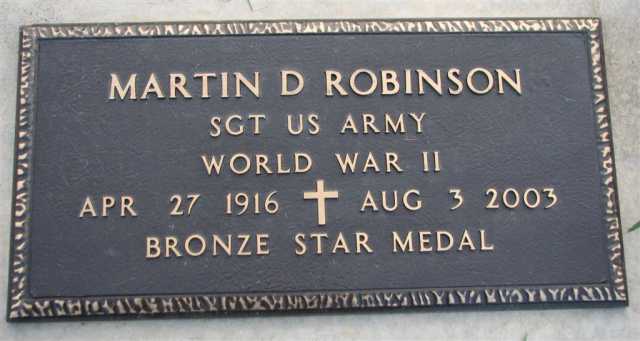 MARTIN D ROBINSON
SGT US ARMY
WORLD WAR II
APR 27 1916 ✝ AUG 3 2003
BRONZE STAR MEDAL